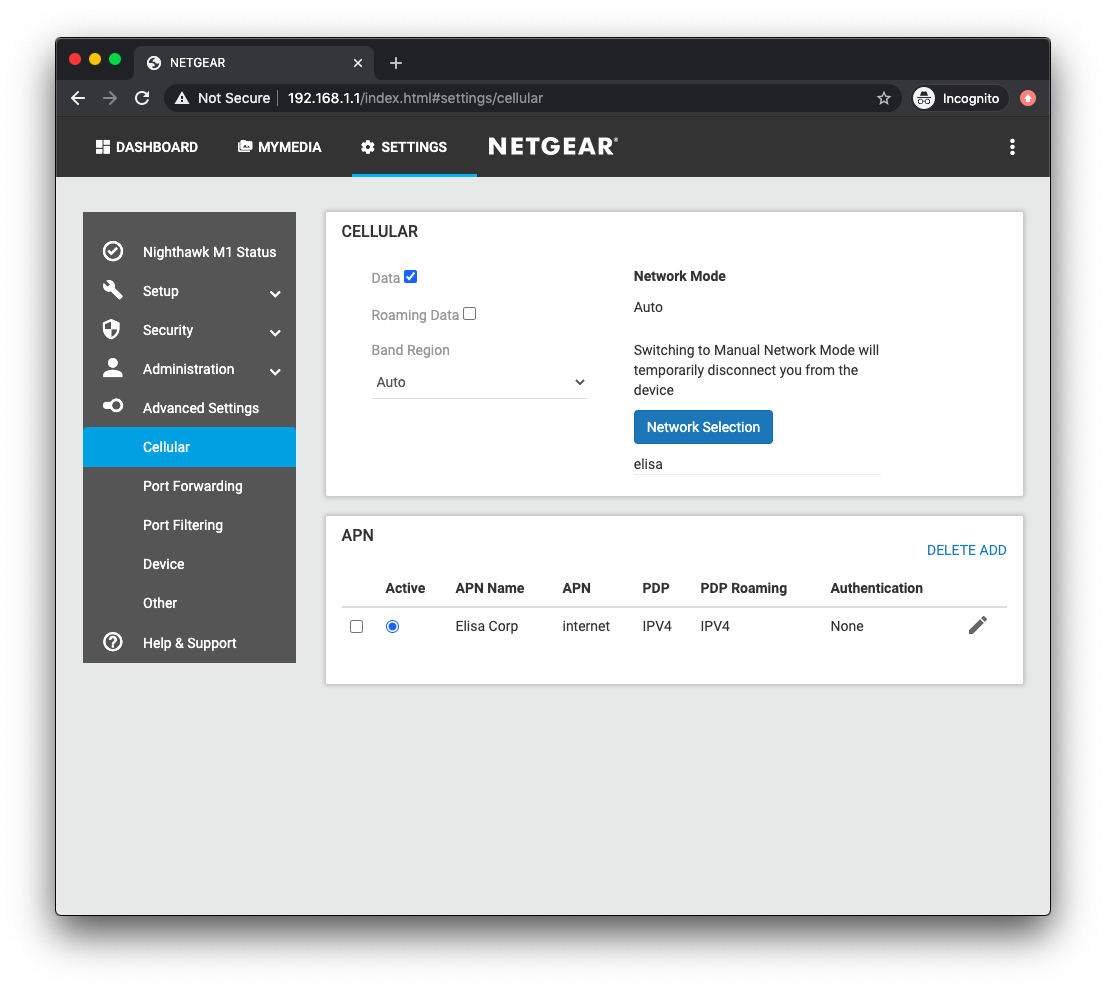 NETGEAR
Not Secure 192.168.1.1/index.html#settings/cellular Incognito
DASHBOARD MYMEDIA SETTINGS NETGEAR®
Nighthawk M1 Status
Setup
Security
Administration
Advanced Settings
Cellular
Port Forwarding
Port Filtering
Device
Other
Help & Support
CELLULAR
Data
Roaming Data
Band Region
Auto
Network Mode
Auto
Switching to Manual Network Mode will
temporarily disconnect you from the
device
Network Selection
elisa
APN
DELETE ADD
Active APN Name APN PDP PDP Roaming Authentication
Elisa Corp internet IPV4 IPV4 None